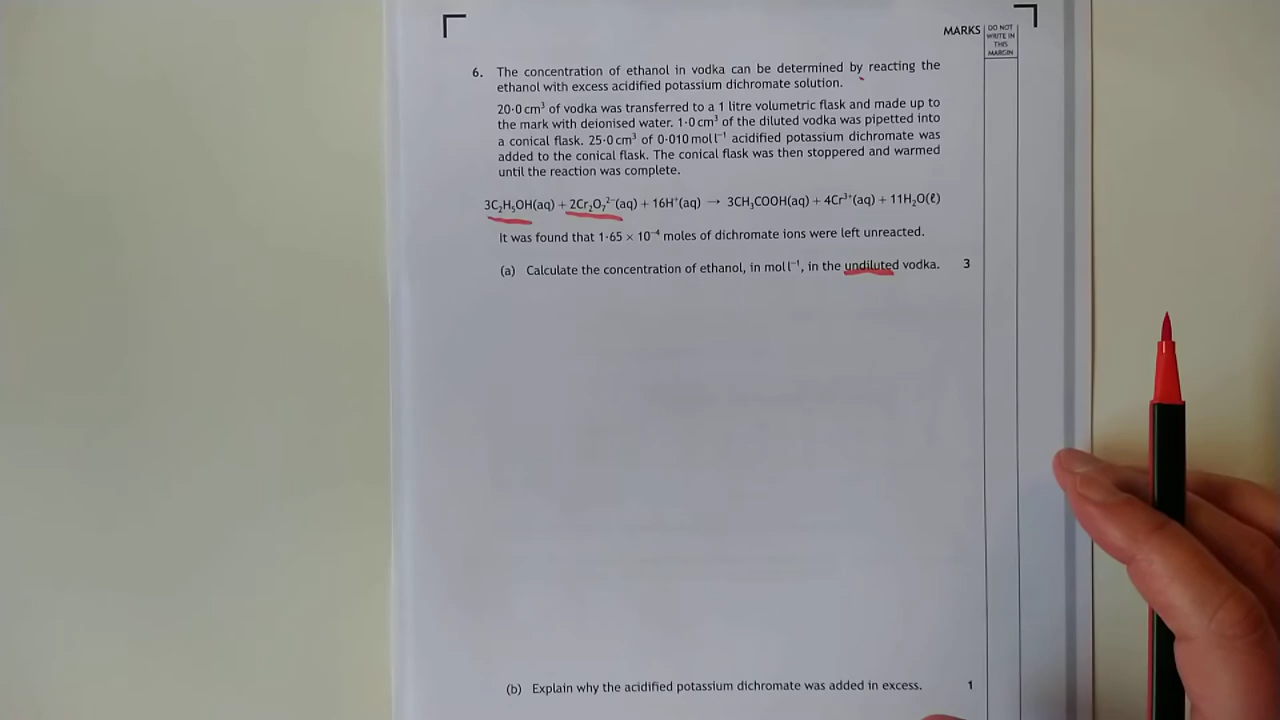 MARKS
DO NOT
WRITE IN
THIS
MARGIN
6. The concentration of ethanol in vodka can be determined by reacting the
ethanol with excess acidified potassium dichromate solution.
20·0 cm³ of vodka was transferred to a 1 litre volumetric flask and made up to
the mark with deionised water. 1·0 cm³ of the diluted vodka was pipetted into
a conical flask. 25·0 cm³ of 0·010 mol l⁻¹ acidified potassium dichromate was
added to the conical flask. The conical flask was then stoppered and warmed
until the reaction was complete.
3C₂H₅OH(aq) + 2Cr₂O₇²⁻(aq) + 16H⁺(aq) → 3CH₃COOH(aq) + 4Cr³⁺(aq) + 11H₂O(ℓ)
It was found that 1·65 × 10⁻⁴ moles of dichromate ions were left unreacted.
(a) Calculate the concentration of ethanol, in mol l⁻¹, in the undiluted vodka. 3
(b) Explain why the acidified potassium dichromate was added in excess. 1